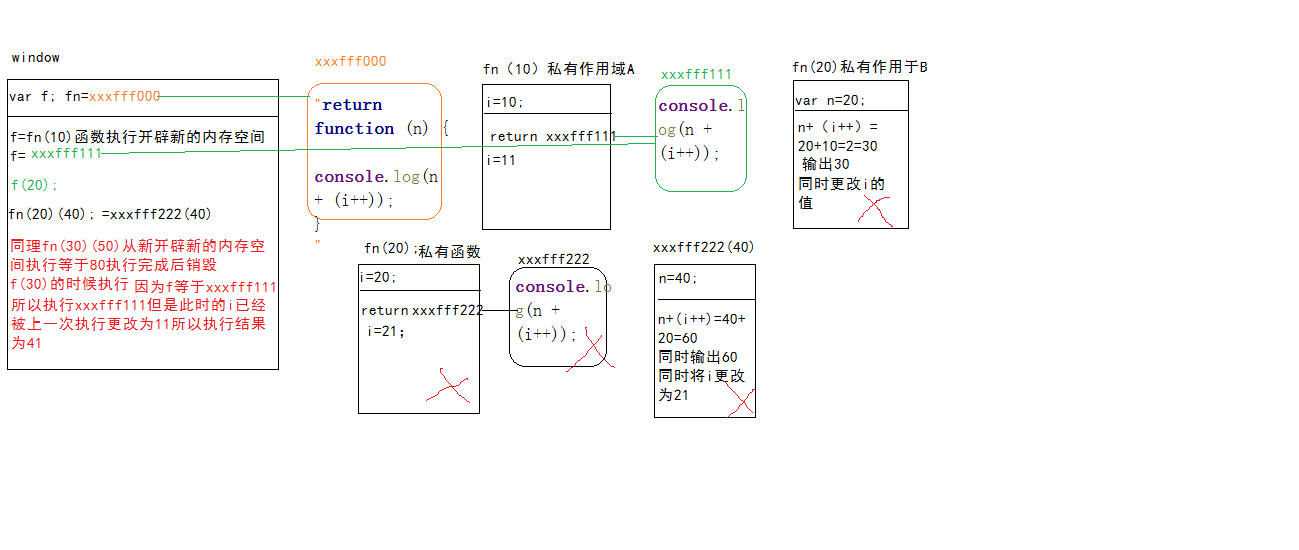 window
var f; fn=xxxfff000
f=fn(10)函数执行开辟新的内存空间
f= xxxfff111
f(20);
fn(20)(40); =xxxfff222(40)
同理fn(30)(50)从新开辟新的内存空
间执行等于80执行完成后销毁
f(30)的时候执行 因为f等于xxxfff111
所以执行xxxfff111但是此时的i已经
被上一次执行更改为11所以执行结果
为41
xxxfff000
"return
function (n) {
console.log(n
+ (i++));
}
"
fn（10）私有作用域A
i=10;
return xxxfff111
i=11
xxxfff111
console.l
og(n +
(i++));
fn(20)私有作用于B
var n=20;
n+（i++）=
20+10=2=30
输出30
同时更改i的
值
fn(20);私有函数
i=20;
return xxxfff222
i=21；
xxxfff222
console.lo
g(n +
(i++));
xxxfff222(40)
n=40;
n+(i++)=40+
20=60
同时输出60
同时将i更改
为21